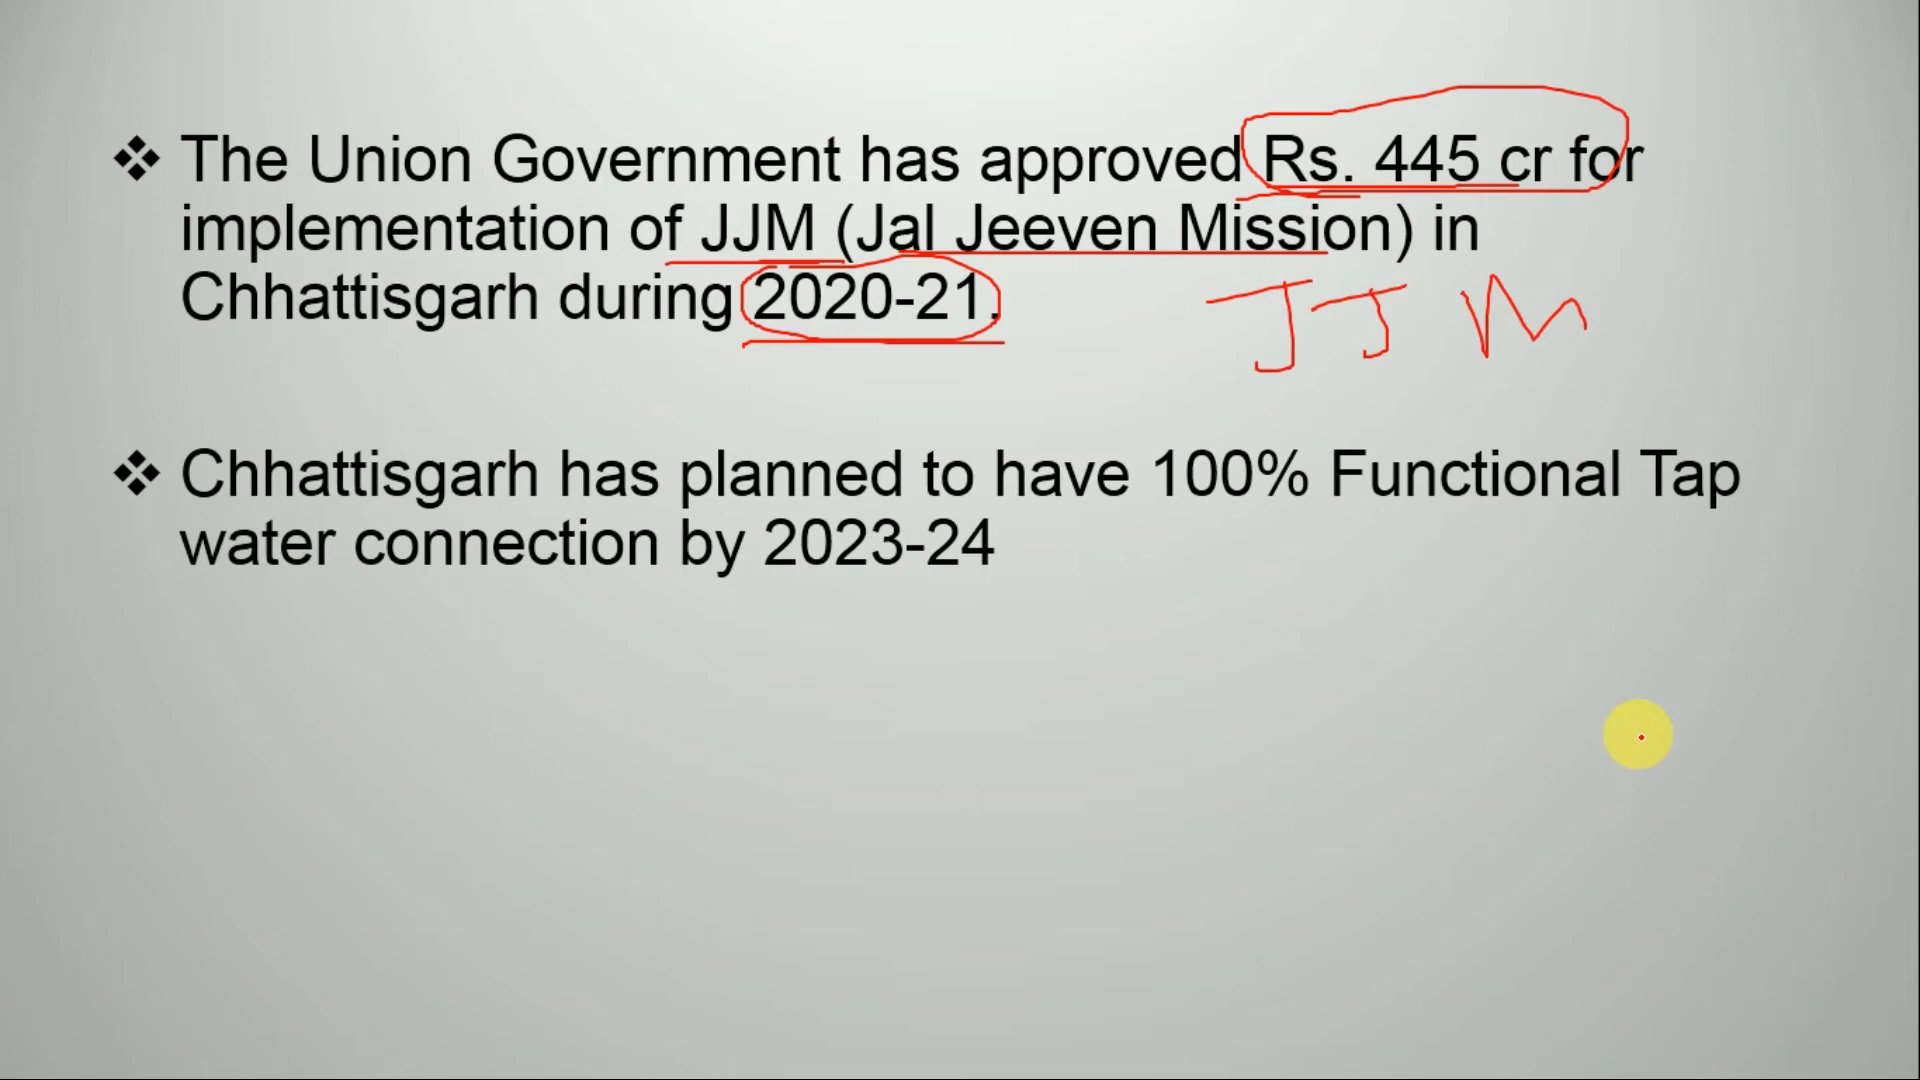 ❖ The Union Government has approved Rs. 445 cr for
implementation of JJM (Jal Jeeven Mission) in
Chhattisgarh during 2020-21.
JJM
❖ Chhattisgarh has planned to have 100% Functional Tap
water connection by 2023-24